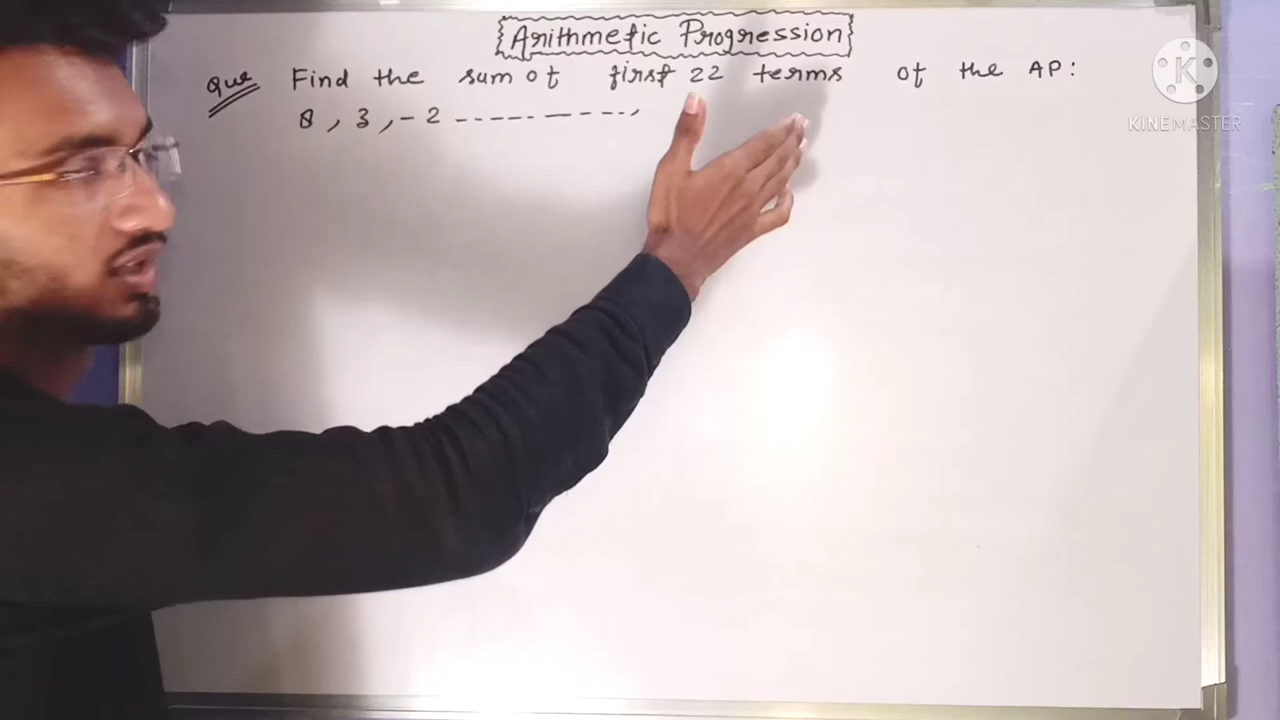 Arithmetic Progression
Que Find the sum of first 22 terms of the AP:
8, 3, -2 ----------,
KINEMASTER